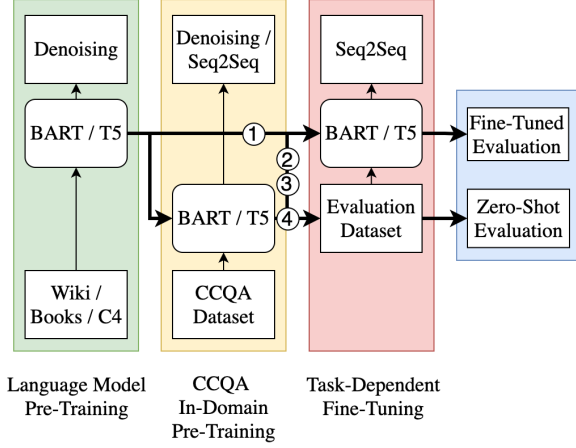 Denoising
BART / T5
Wiki /
Books / C4
Language Model
Pre-Training
Denoising /
Seq2Seq
1
2
3
4
BART / T5
CCQA
Dataset
CCQA
In-Domain
Pre-Training
Seq2Seq
BART / T5
Evaluation
Dataset
Task-Dependent
Fine-Tuning
Fine-Tuned
Evaluation
Zero-Shot
Evaluation